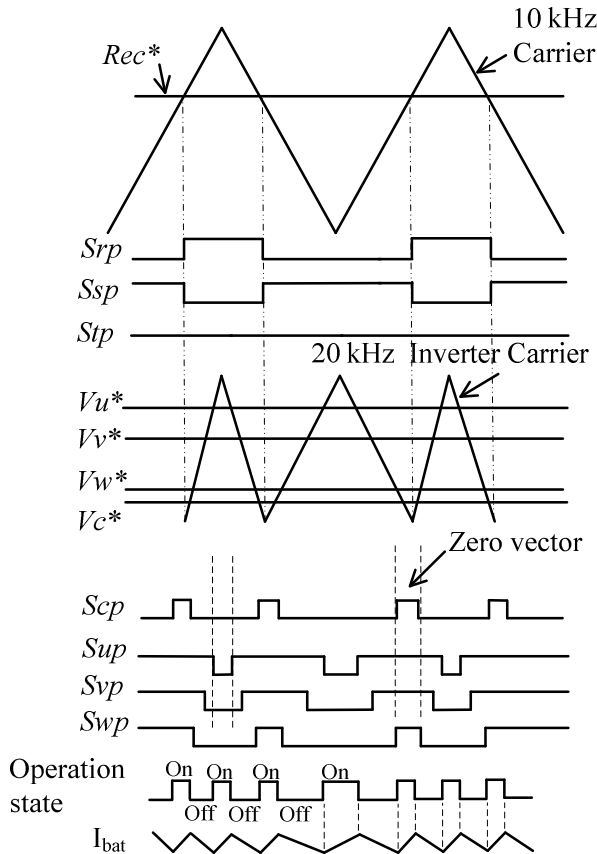 10 kHz
Carrier
Rec*
Srp
Ssp
Stp
20 kHz Inverter Carrier
Vu*
Vv*
Vw*
Vc*
Zero vector
Scp
Sup
Svp
Swp
Operation
state
On On On On
Off Off Off
Ibat